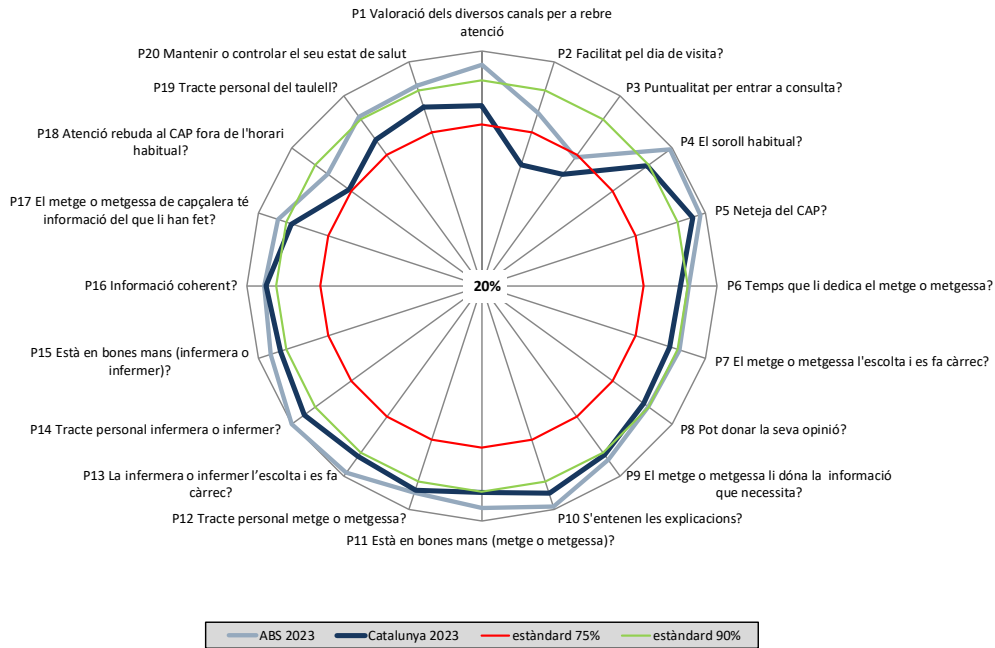 P1 Valoració dels diversos canals per a rebre
atenció
P2 Facilitat pel dia de visita?
P3 Puntualitat per entrar a consulta?
P4 El soroll habitual?
P5 Neteja del CAP?
P6 Temps que li dedica el metge o metgessa?
P7 El metge o metgessa l'escolta i es fa càrrec?
P8 Pot donar la seva opinió?
P9 El metge o metgessa li dóna la informació
que necessita?
P10 S'entenen les explicacions?
P11 Està en bones mans (metge o metgessa)?
P12 Tracte personal metge o metgessa?
P13 La infermera o infermer l’escolta i es fa
càrrec?
P14 Tracte personal infermera o infermer?
P15 Està en bones mans (infermera o
infermer)?
P16 Informació coherent?
P17 El metge o metgessa de capçalera té
informació del que li han fet?
P18 Atenció rebuda al CAP fora de l'horari
habitual?
P19 Tracte personal del taulell?
P20 Mantenir o controlar el seu estat de salut
20%
ABS 2023
Catalunya 2023
estàndard 75%
estàndard 90%